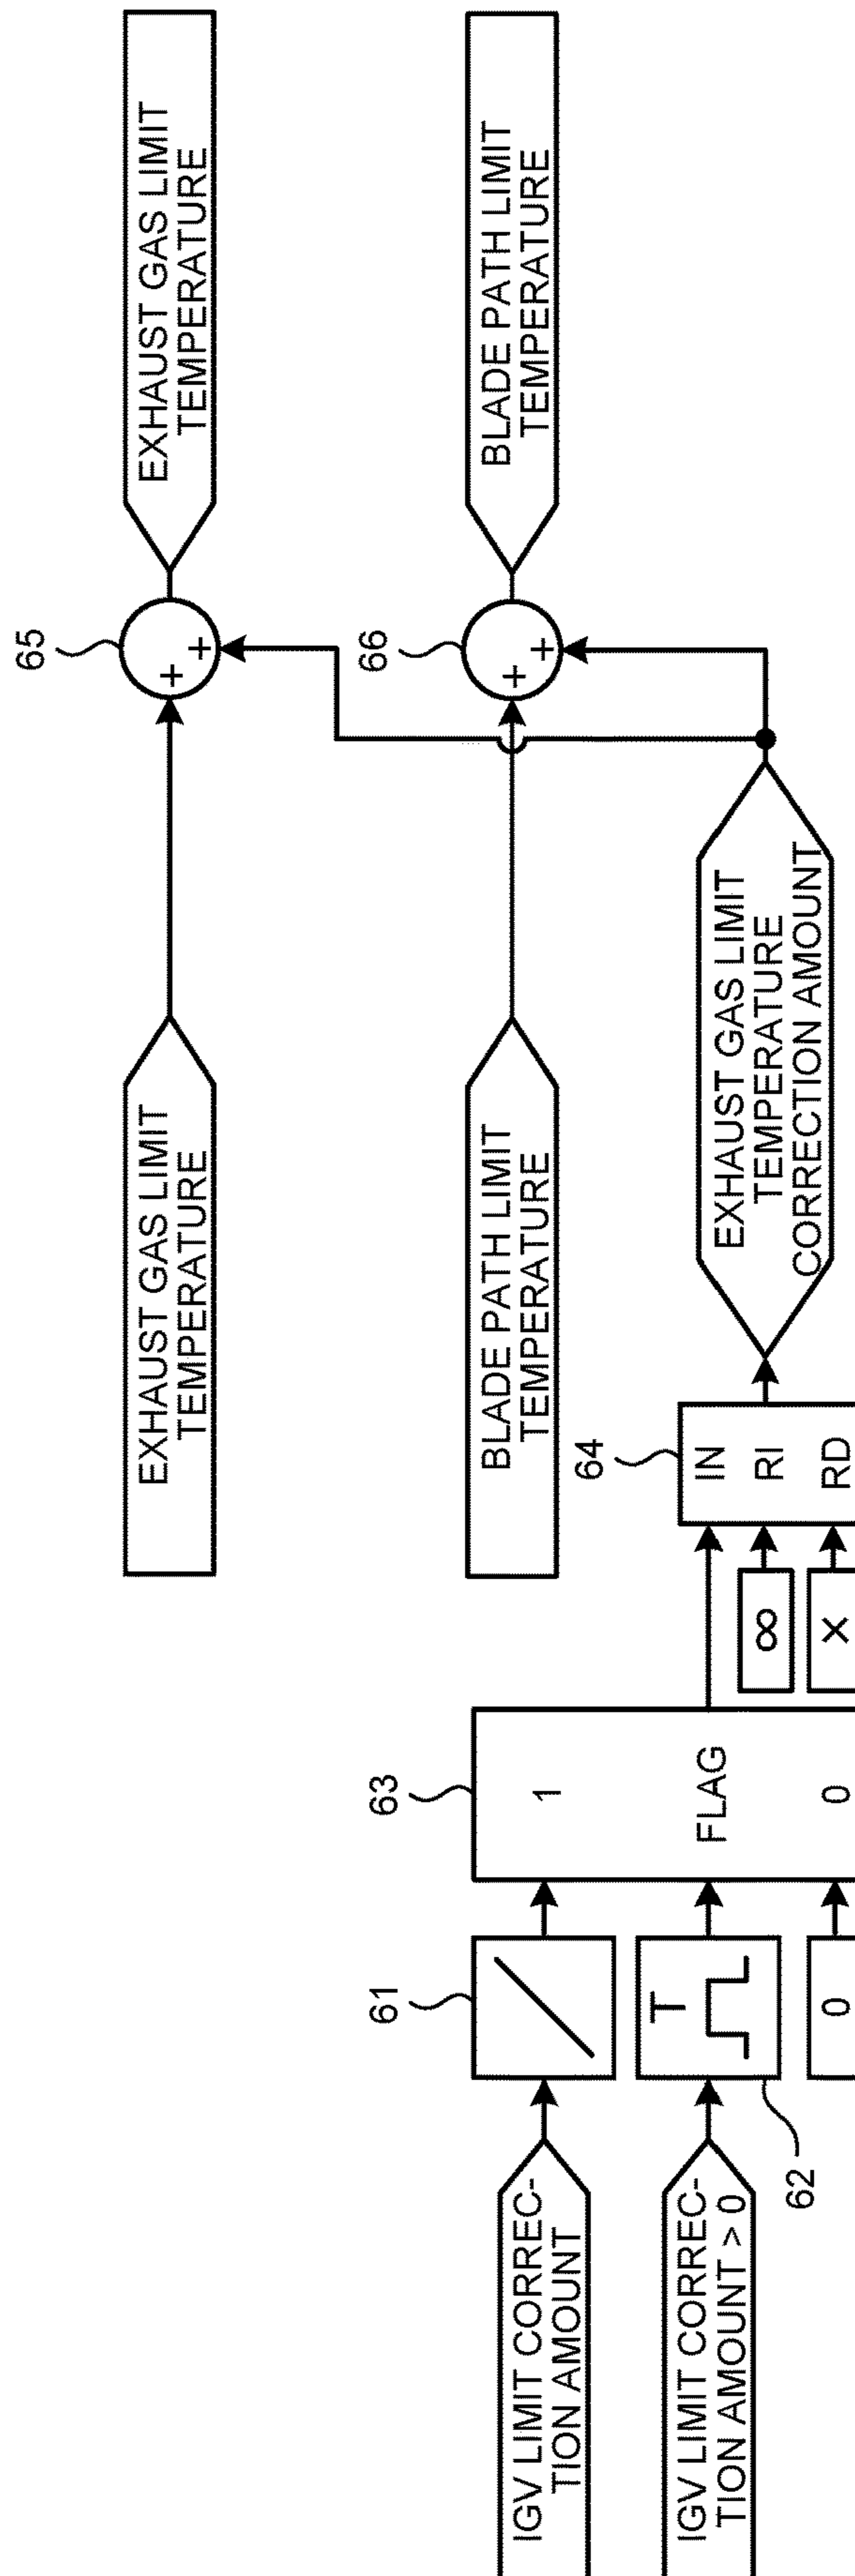 EXHAUST GAS LIMIT
TEMPERATURE
65
EXHAUST GAS LIMIT
TEMPERATURE
BLADE PATH LIMIT
TEMPERATURE
66
BLADE PATH LIMIT
TEMPERATURE
+
+
+
+
IGV LIMIT CORREC-
TION AMOUNT
61
63
1
FLAG
0
64
IN
RI
RD
∞
×
EXHAUST GAS LIMIT
TEMPERATURE
CORRECTION AMOUNT
IGV LIMIT CORREC-
TION AMOUNT > 0
62
T
0